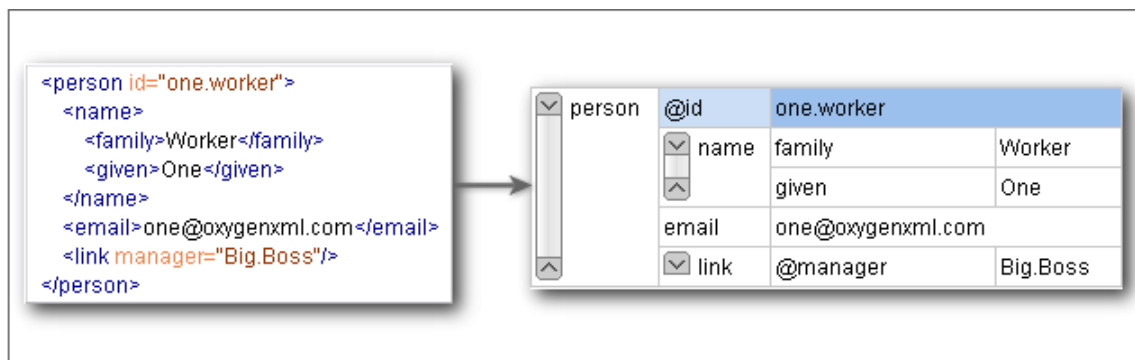 <person id="one.worker">
<name>
<family>Worker</family>
<given>One</given>
</name>
<email>one@oxygenxml.com</email>
<link manager="Big.Boss"/>
</person>
person @id one.worker
name family Worker
given One
email one@oxygenxml.com
link @manager Big.Boss